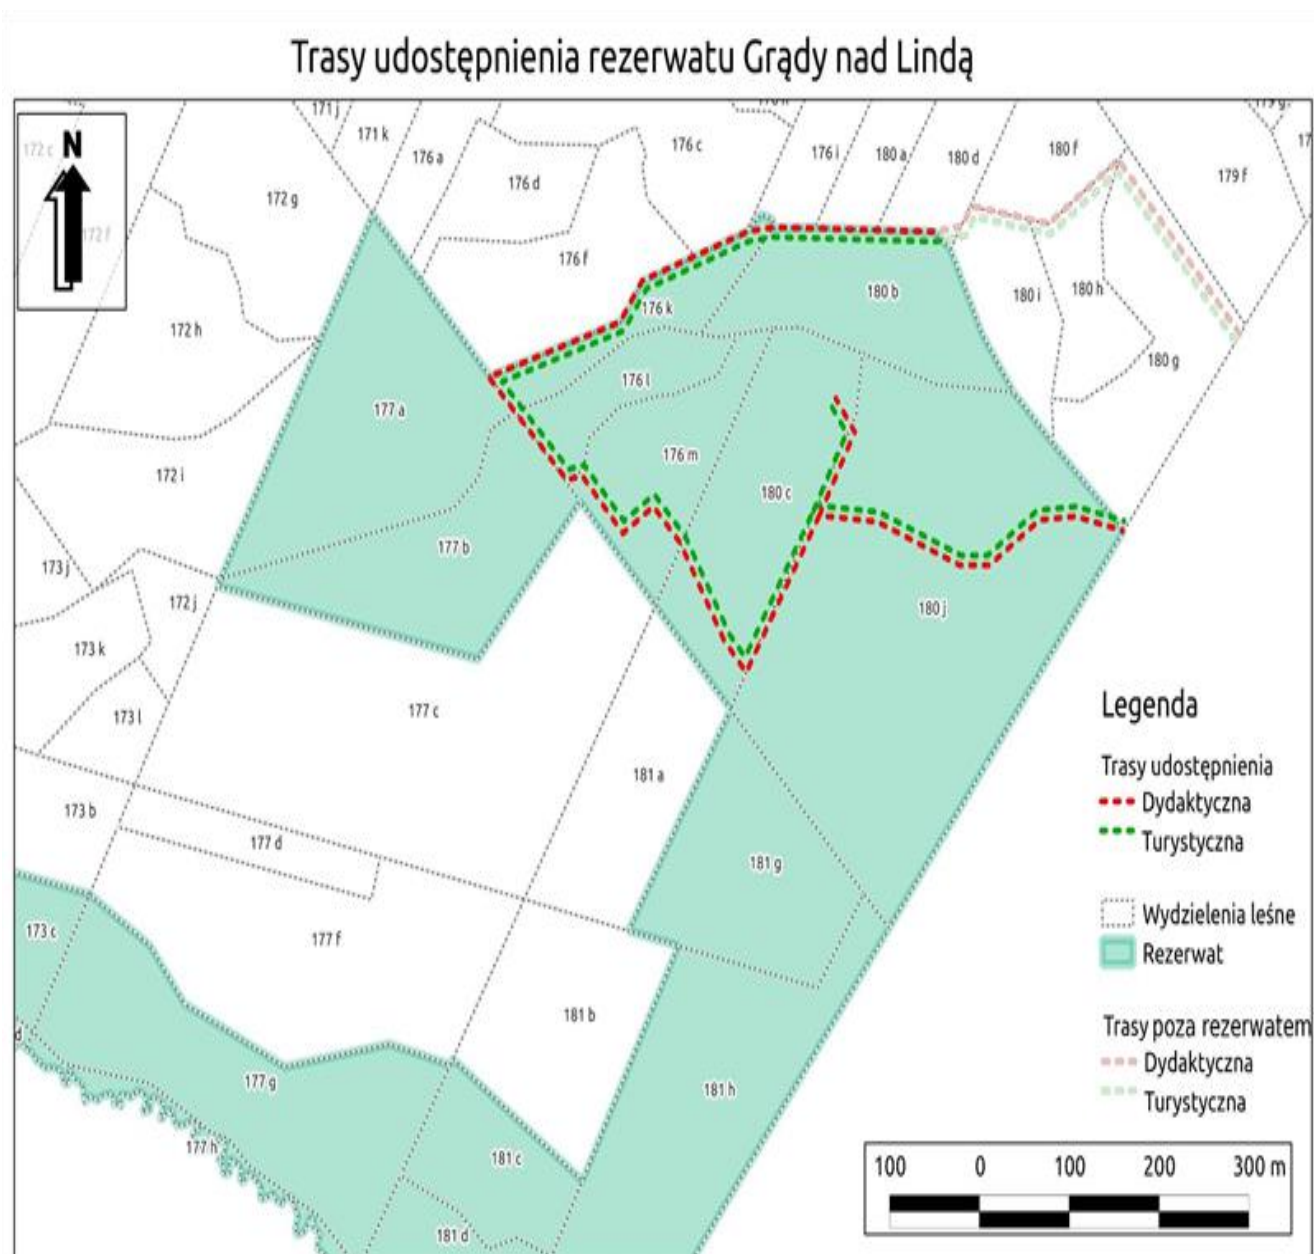 Trasy udostępnienia rezerwatu Grądy nad Lindą
171 j
171 k
176 a
176 c
176 i
180 a
180 d
180 f
179 f
172 c
N
172 f
172 g
176 d
176 f
176 k
180 b
180 i
180 h
180 g
172 h
177 a
176 l
176 m
180 c
172 i
177 b
173 j
172 j
180 j
173 k
173 l
177 c
181 a
173 b
177 d
181 g
173 c
177 f
181 b
177 g
181 h
177 h
181 c
181 d
Legenda
Trasy udostępnienia
Dydaktyczna
Turystyczna
Wydzielenia leśne
Rezerwat
Trasy poza rezerwatem
Dydaktyczna
Turystyczna
100 0 100 200 300 m